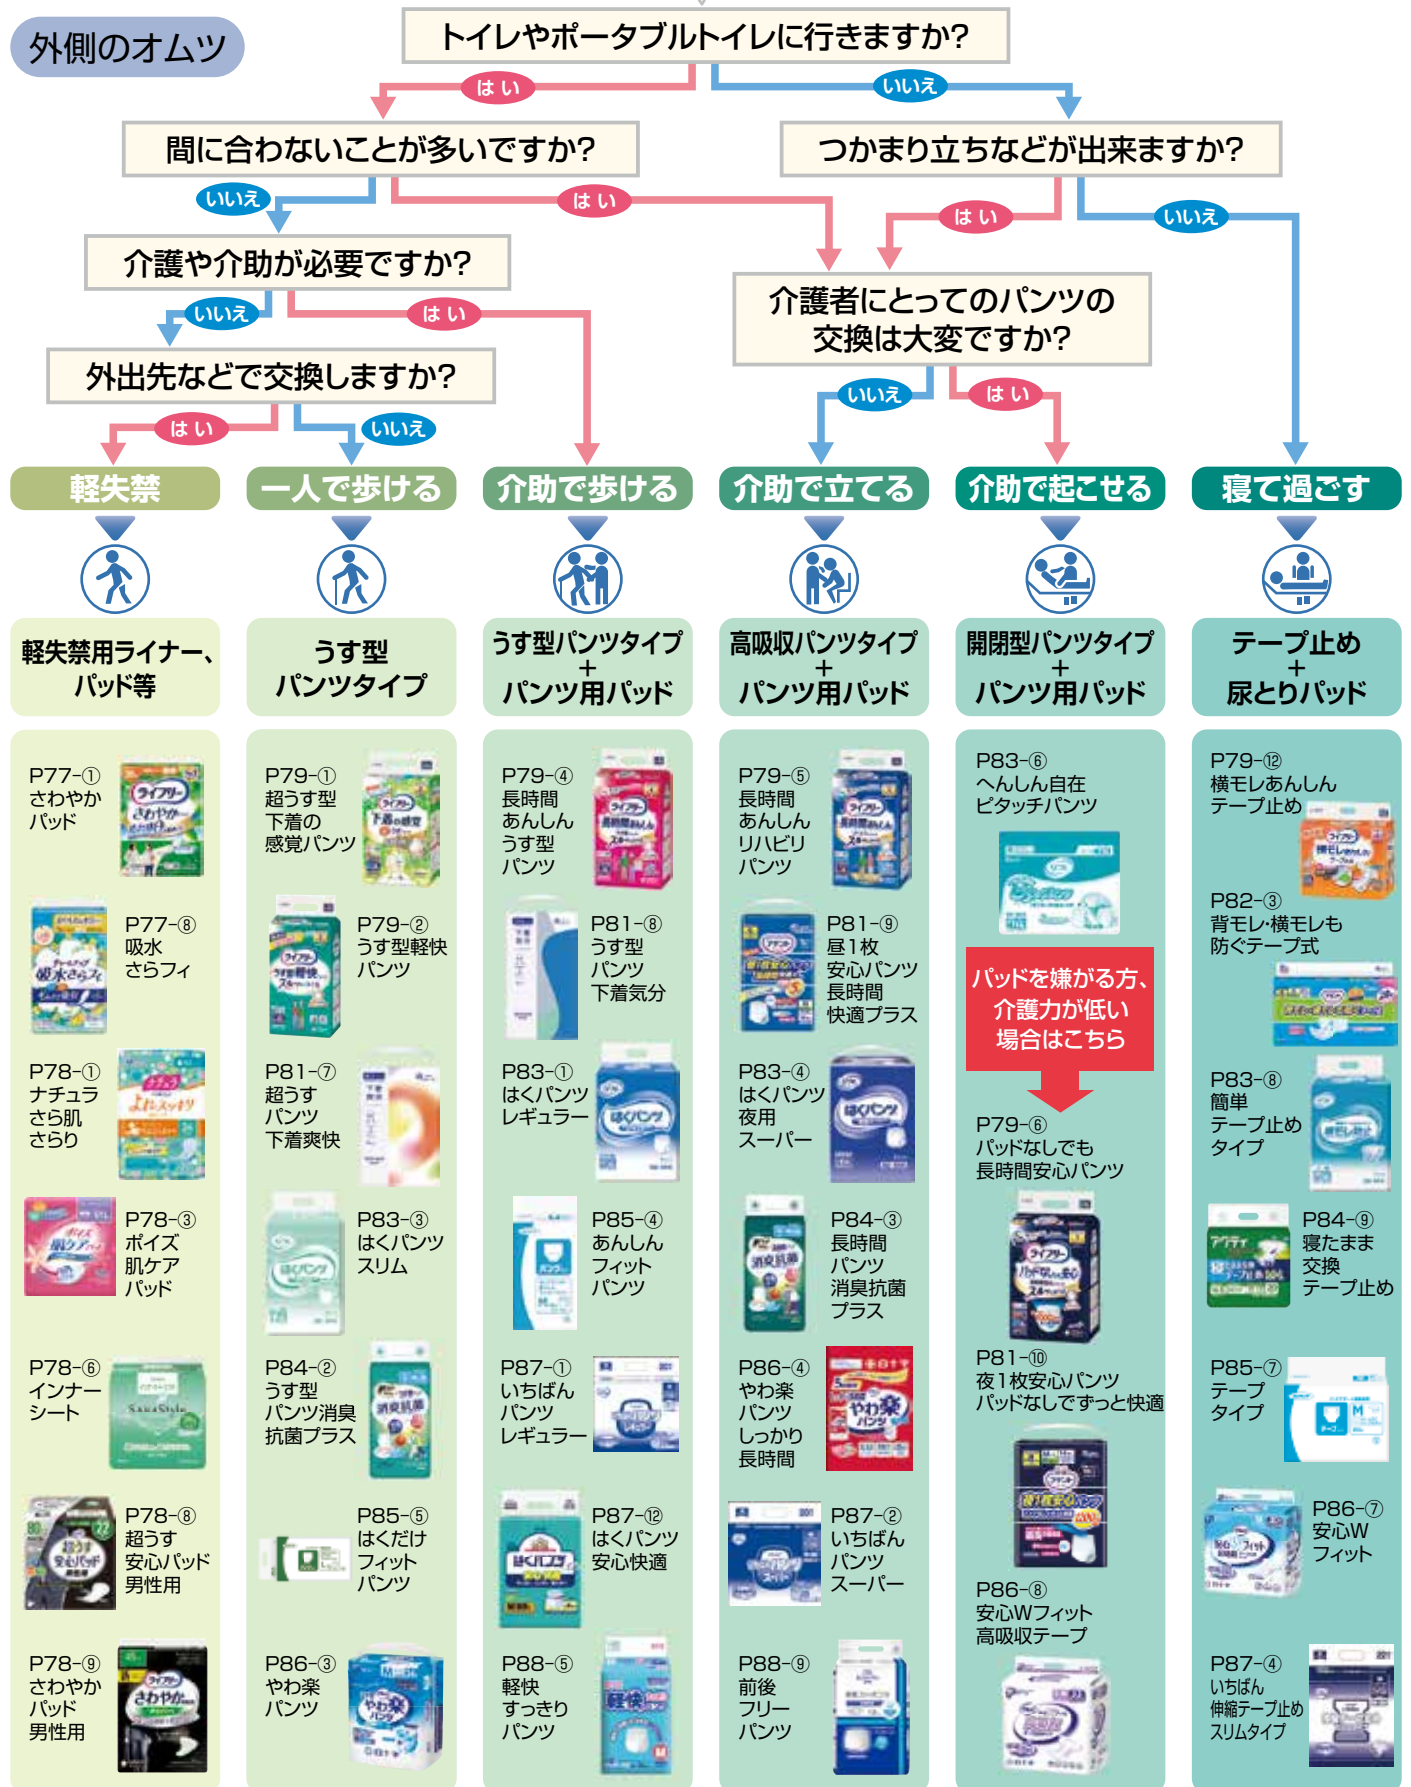 外側のオムツ
トイレやポータブルトイレに行きますか?
はい
いいえ
間に合わないことが多いですか?
つかまり立ちなどが出来ますか?
いいえ
はい
はい
いいえ
介護や介助が必要ですか?
介護者にとってのパンツの
交換は大変ですか?
いいえ
はい
外出先などで交換しますか?
いいえ
はい
はい
いいえ
軽失禁
一人で歩ける
介助で歩ける
介助で立てる
介助で起こせる
寝て過ごす
軽失禁用ライナー、
パッド等
うす型
パンツタイプ
うす型パンツタイプ
+
パンツ用パッド
高吸収パンツタイプ
+
パンツ用パッド
開閉型パンツタイプ
+
パンツ用パッド
テープ止め
+
尿とりパッド
P77-①
さわやか
パッド
P77-⑧
吸水
さらフィ
P78-①
ナチュラ
さら肌
さらり
P78-③
ポイズ
肌ケア
パッド
P78-⑥
インナー
シート
P78-⑧
超うす
安心パッド
男性用
P78-⑨
さわやか
パッド
男性用
P79-①
超うす型
下着の
感覚パンツ
P79-②
うす型軽快
パンツ
P81-⑦
超うす
パンツ
下着爽快
P83-③
はくパンツ
スリム
P84-②
うす型
パンツ消臭
抗菌プラス
P85-⑤
はくだけ
フィット
パンツ
P86-③
やわ楽
パンツ
P79-④
長時間
あんしん
うす型
パンツ
P81-⑧
うす型
パンツ
下着気分
P83-①
はくパンツ
レギュラー
P85-④
あんしん
フィット
パンツ
P87-①
いちばん
パンツ
レギュラー
P87-⑫
はくパンツ
安心快適
P88-⑤
軽快
すっきり
パンツ
P79-⑤
長時間
あんしん
リハビリ
パンツ
P81-⑨
昼1枚
安心パンツ
長時間
快適プラス
P83-④
はくパンツ
夜用
スーパー
P84-③
長時間
パンツ
消臭抗菌
プラス
P86-④
やわ楽
パンツ
しっかり
長時間
P87-②
いちばん
パンツ
スーパー
P88-⑨
前後
フリー
パンツ
P83-⑥
へんしん自在
ピタッチパンツ
パッドを嫌がる方、
介護力が低い
場合はこちら
P79-⑥
パッドなしでも
長時間安心パンツ
P81-⑩
夜1枚安心パンツ
パッドなしでずっと快適
P86-⑧
安心Wフィット
高吸収テープ
P79-⑫
横モレあんしん
テープ止め
P82-③
背モレ・横モレも
防ぐテープ式
P83-⑧
簡単
テープ止め
タイプ
P84-⑨
寝たまま
交換
テープ止め
P85-⑦
テープ
タイプ
P86-⑦
安心W
フィット
P87-④
いちばん
伸縮テープ止め
スリムタイプ